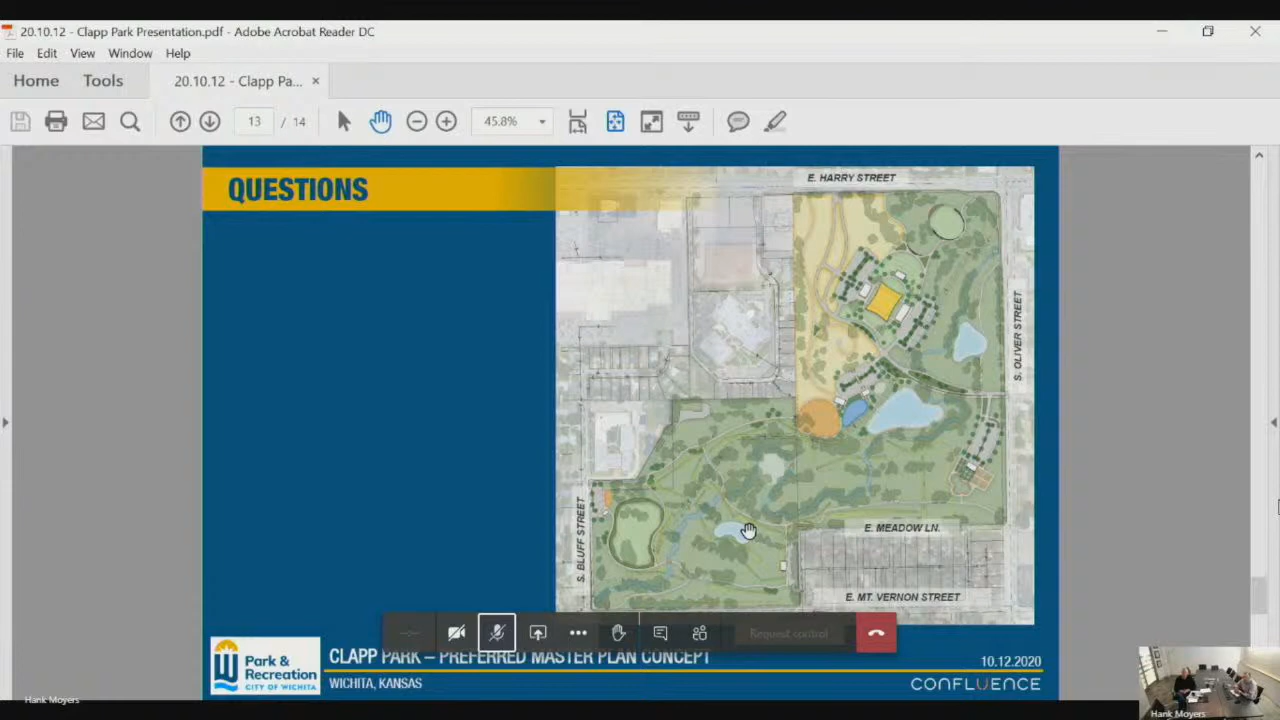 20.10.12 - Clapp Park Presentation.pdf - Adobe Acrobat Reader DC
File Edit View Window Help
Home Tools 20.10.12 - Clapp Pa... ×
13 / 14 45.8%
QUESTIONS
E. HARRY STREET
S. OLIVER STREET
S. BLUFF STREET
E. MEADOW LN.
E. MT. VERNON STREET
Request control
Park &
Recreation
CITY OF WICHITA
CLAPP PARK – PREFERRED MASTER PLAN CONCEPT
WICHITA, KANSAS
10.12.2020
CONFLUENCE
Hank Moyers
Hank Moyers